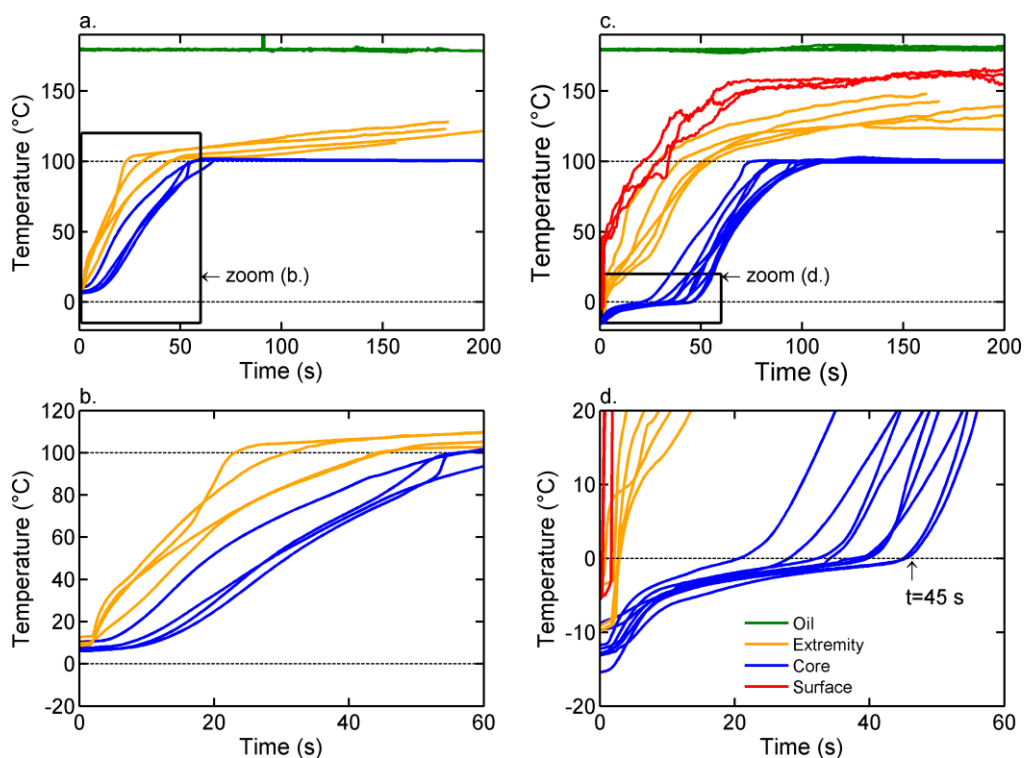 a.
Temperature (°C)
150
100
50
0
← zoom (b.)
0 50 100 150 200
Time (s)
c.
Temperature (°C)
150
100
50
0
← zoom (d.)
0 50 100 150 200
Time (s)
b.
Temperature (°C)
120
100
80
60
40
20
0
-20
0 20 40 60
Time (s)
d.
Temperature (°C)
20
10
0
-10
-20
t=45 s
Oil
Extremity
Core
Surface
0 20 40 60
Time (s)